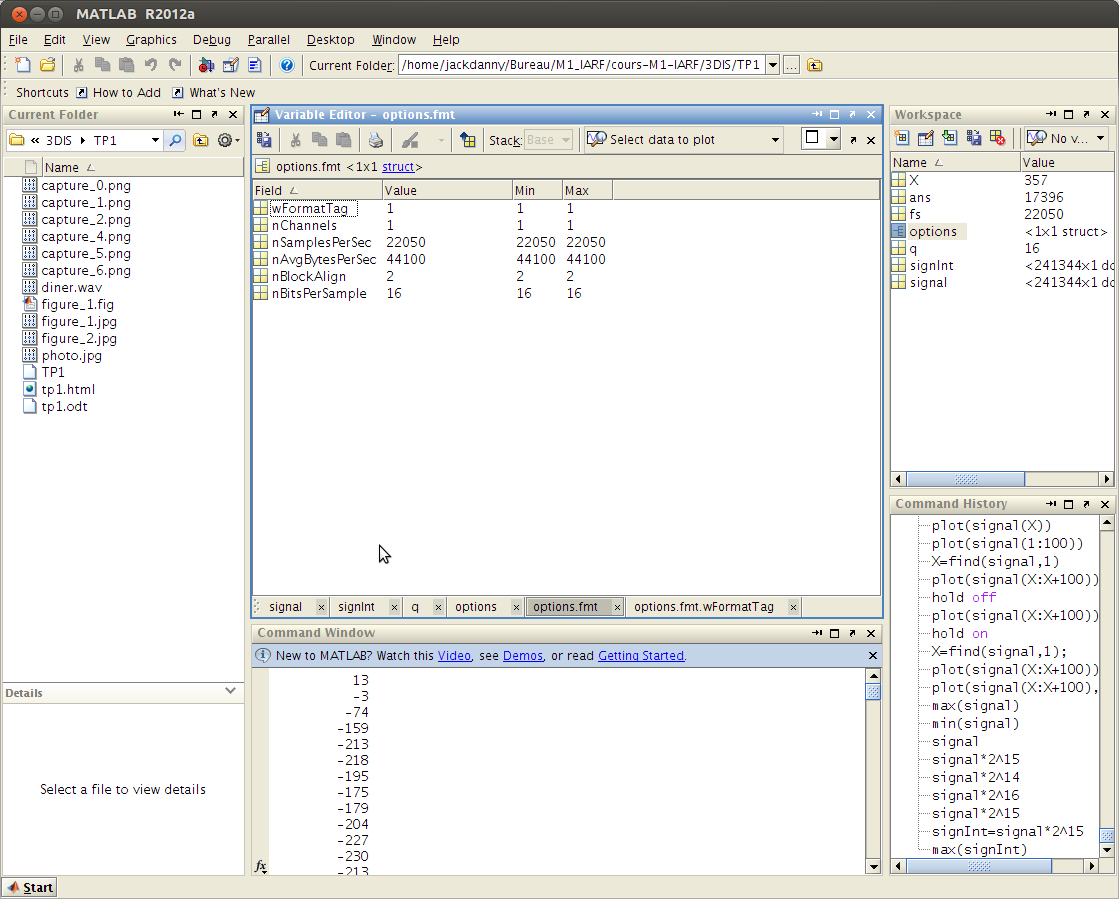 MATLAB R2012a
File Edit View Graphics Debug Parallel Desktop Window Help
Current Folder: /home/jackdanny/Bureau/M1_IARF/cours-M1-IARF/3DIS/TP1 ...
Shortcuts How to Add What's New
Current Folder
« 3DIS TP1
Name
capture_0.png
capture_1.png
capture_2.png
capture_4.png
capture_5.png
capture_6.png
diner.wav
figure_1.fig
figure_1.jpg
figure_2.jpg
photo.jpg
TP1
tp1.html
tp1.odt
Details
Select a file to view details
Variable Editor - options.fmt
Stack: Base Select data to plot
options.fmt <1x1 struct>
Field Value Min Max
wFormatTag 1 1 1
nChannels 1 1 1
nSamplesPerSec 22050 22050 22050
nAvgBytesPerSec 44100 44100 44100
nBlockAlign 2 2 2
nBitsPerSample 16 16 16
signal signInt q options options.fmt options.fmt.wFormatTag
Command Window
New to MATLAB? Watch this Video, see Demos, or read Getting Started.
13
-3
-74
-159
-213
-218
-195
-175
-179
-204
-227
-230
-213
fx
Workspace
No v...
Name Value
X 357
ans 17396
fs 22050
options <1x1 struct>
q 16
signInt <241344x1 do
signal <241344x1 do
Command History
plot(signal(X))
plot(signal(1:100))
X=find(signal,1)
plot(signal(X:X+100))
hold off
plot(signal(X:X+100))
hold on
X=find(signal,1);
plot(signal(X:X+100))
plot(signal(X:X+100),
max(signal)
min(signal)
signal
signal*2^15
signal*2^14
signal*2^16
signal*2^15
signInt=signal*2^15
max(signInt)
Start